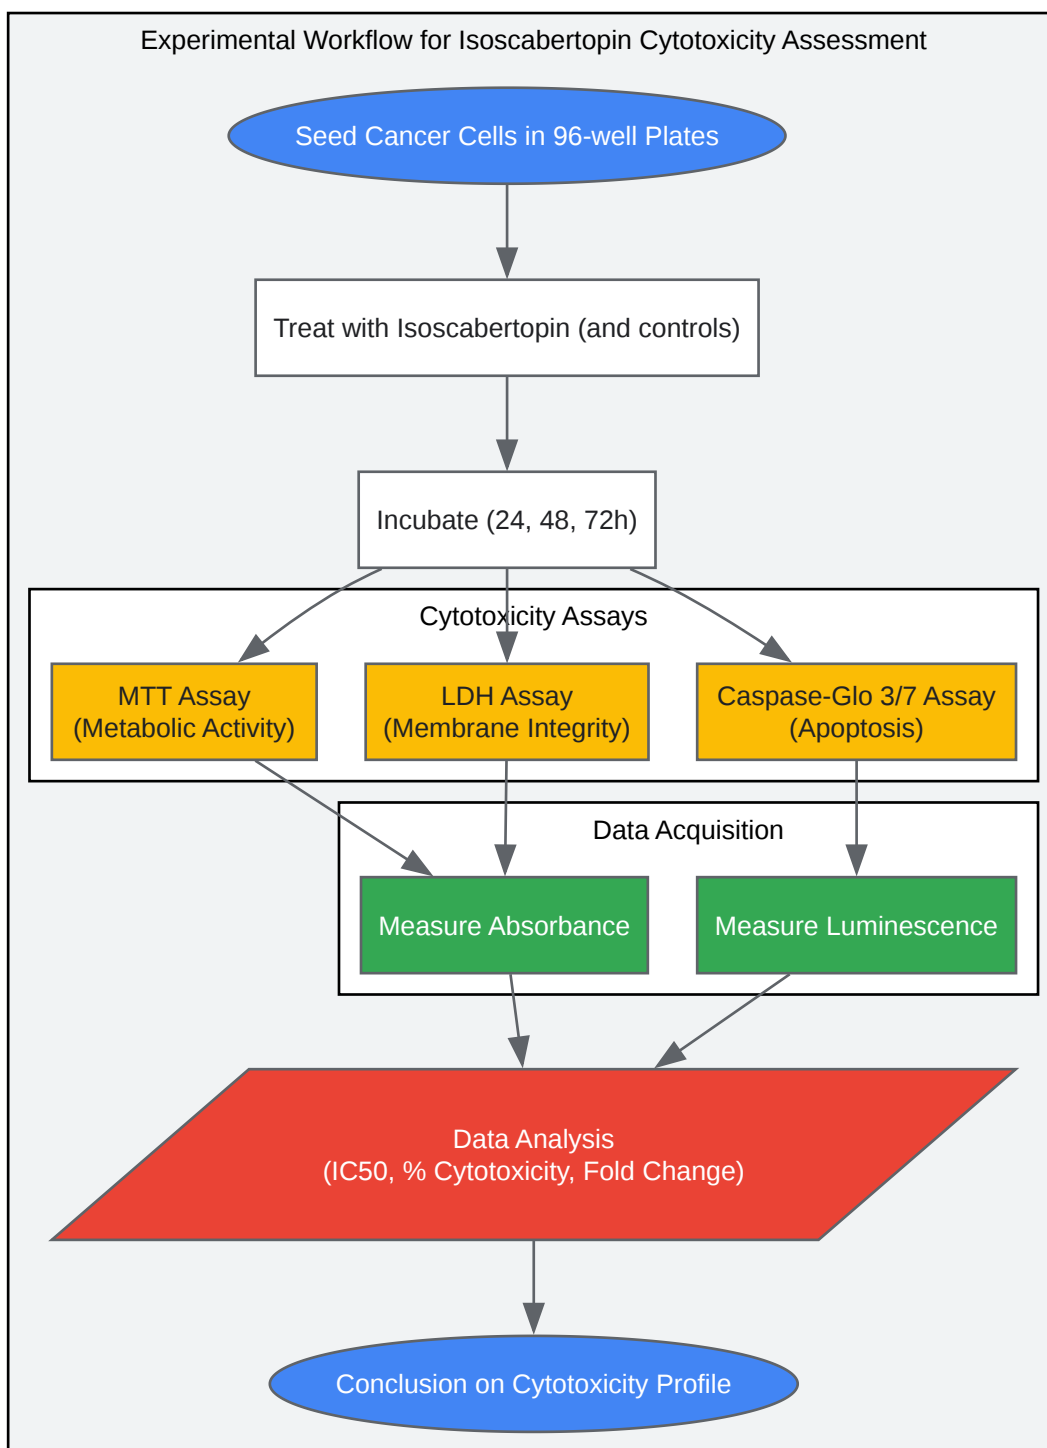 Experimental Workflow for Isoscabertopin Cytotoxicity Assessment
Seed Cancer Cells in 96-well Plates
Treat with Isoscabertopin (and controls)
Incubate (24, 48, 72h)
Cytotoxicity Assays
MTT Assay
(Metabolic Activity)
LDH Assay
(Membrane Integrity)
Caspase-Glo 3/7 Assay
(Apoptosis)
Data Acquisition
Measure Absorbance
Measure Luminescence
Data Analysis
(IC50, % Cytotoxicity, Fold Change)
Conclusion on Cytotoxicity Profile